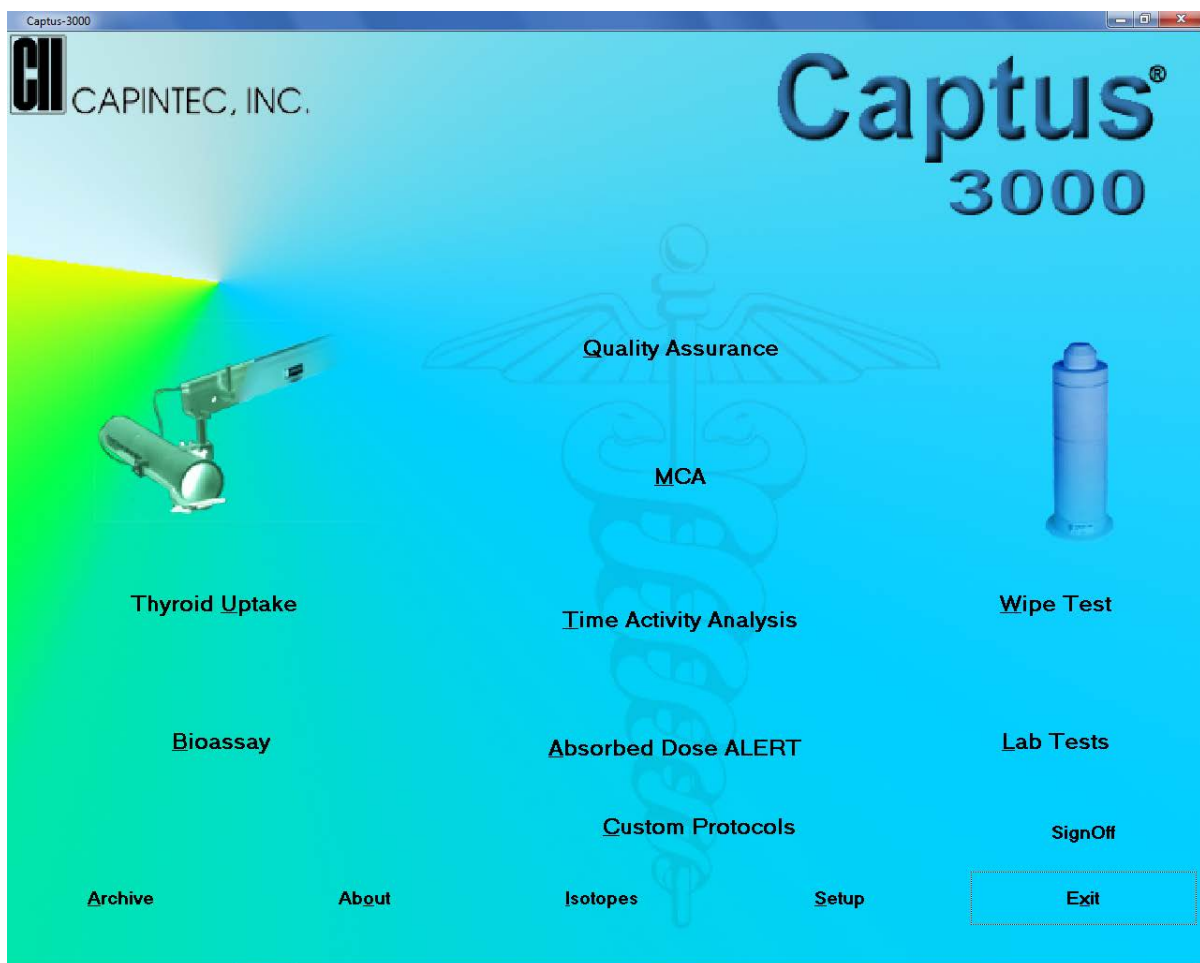 Captus-3000
CII CAPINTEC, INC.
Captus®
3000
Quality Assurance
MCA
Thyroid Uptake
Time Activity Analysis
Wipe Test
Bioassay
Absorbed Dose ALERT
Lab Tests
Custom Protocols
SignOff
Archive
About
Isotopes
Setup
Exit